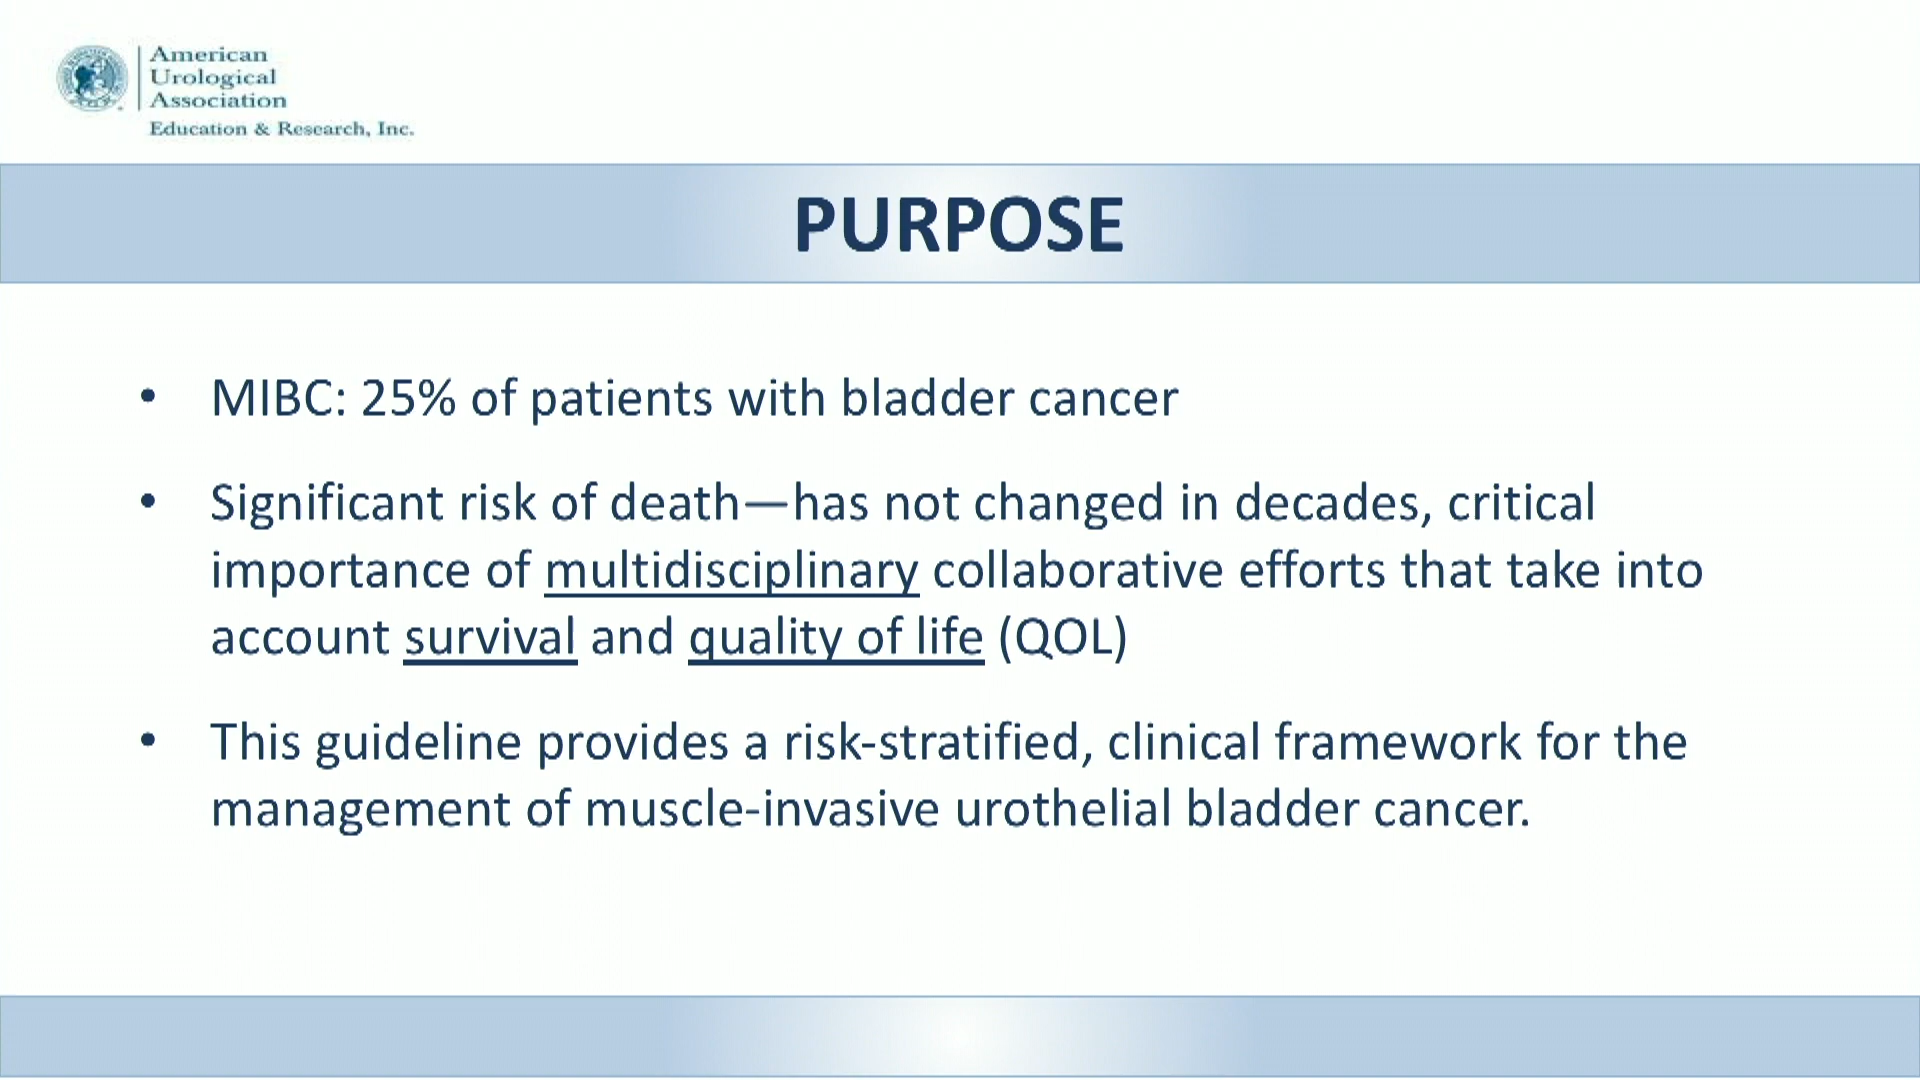 American
Urological
Association
Education & Research, Inc.
PURPOSE
• MIBC: 25% of patients with bladder cancer
• Significant risk of death—has not changed in decades, critical
importance of multidisciplinary collaborative efforts that take into
account survival and quality of life (QOL)
• This guideline provides a risk-stratified, clinical framework for the
management of muscle-invasive urothelial bladder cancer.